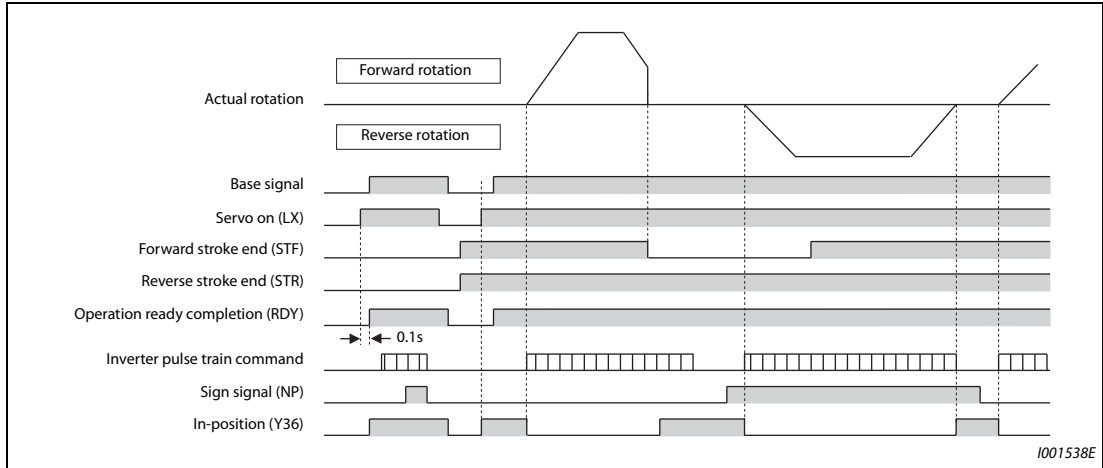 Forward rotation
Actual rotation
Reverse rotation
Base signal
Servo on (LX)
Forward stroke end (STF)
Reverse stroke end (STR)
Operation ready completion (RDY)
0.1s
Inverter pulse train command
Sign signal (NP)
In-position (Y36)
I001538E